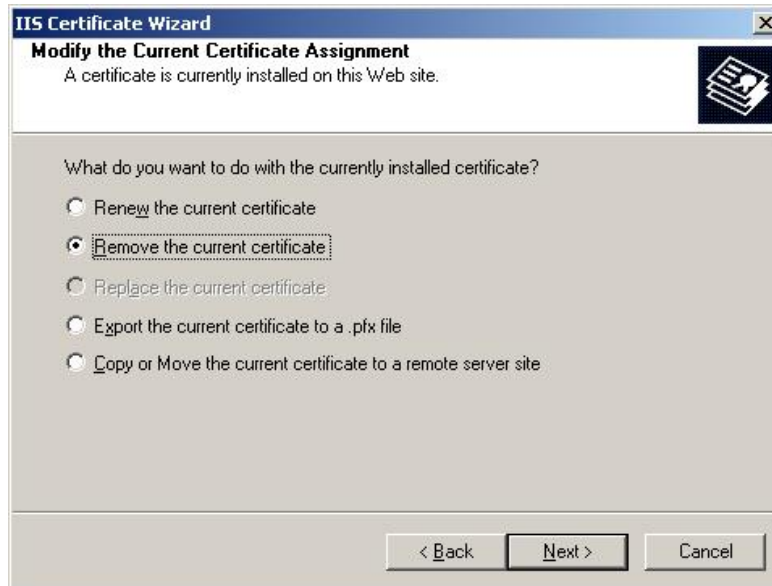 IIS Certificate Wizard
Modify the Current Certificate Assignment
A certificate is currently installed on this Web site.
What do you want to do with the currently installed certificate?
Renew the current certificate
Remove the current certificate
Replace the current certificate
Export the current certificate to a .pfx file
Copy or Move the current certificate to a remote server site
< Back Next > Cancel